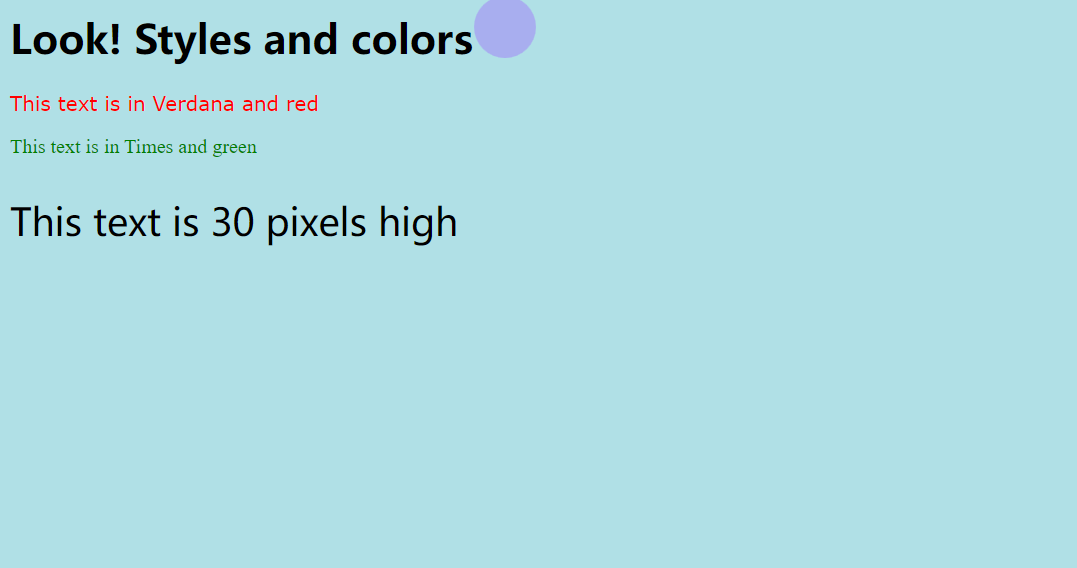 Look! Styles and colors
This text is in Verdana and red
This text is in Times and green
This text is 30 pixels high